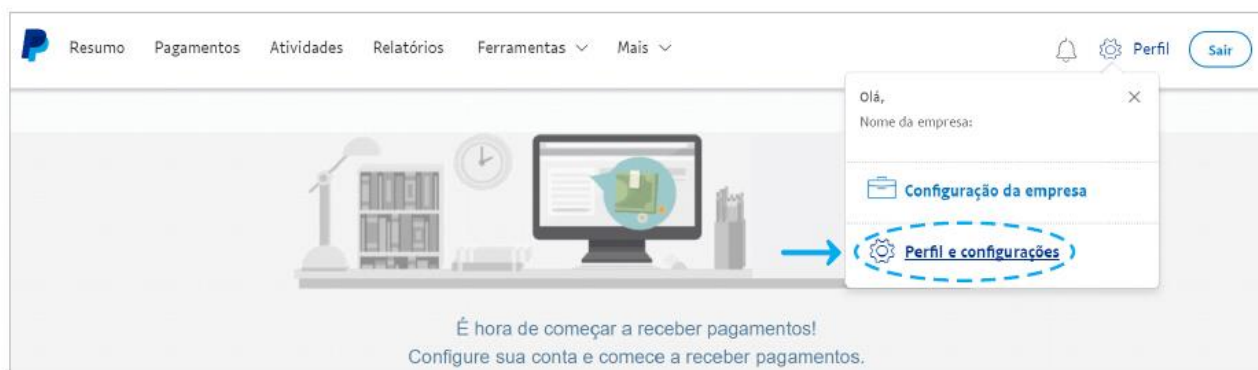 Resumo Pagamentos Atividades Relatórios Ferramentas Mais Perfil Sair
Olá,
Nome da empresa:
Configuração da empresa
Perfil e configurações
É hora de começar a receber pagamentos!
Configure sua conta e comece a receber pagamentos.